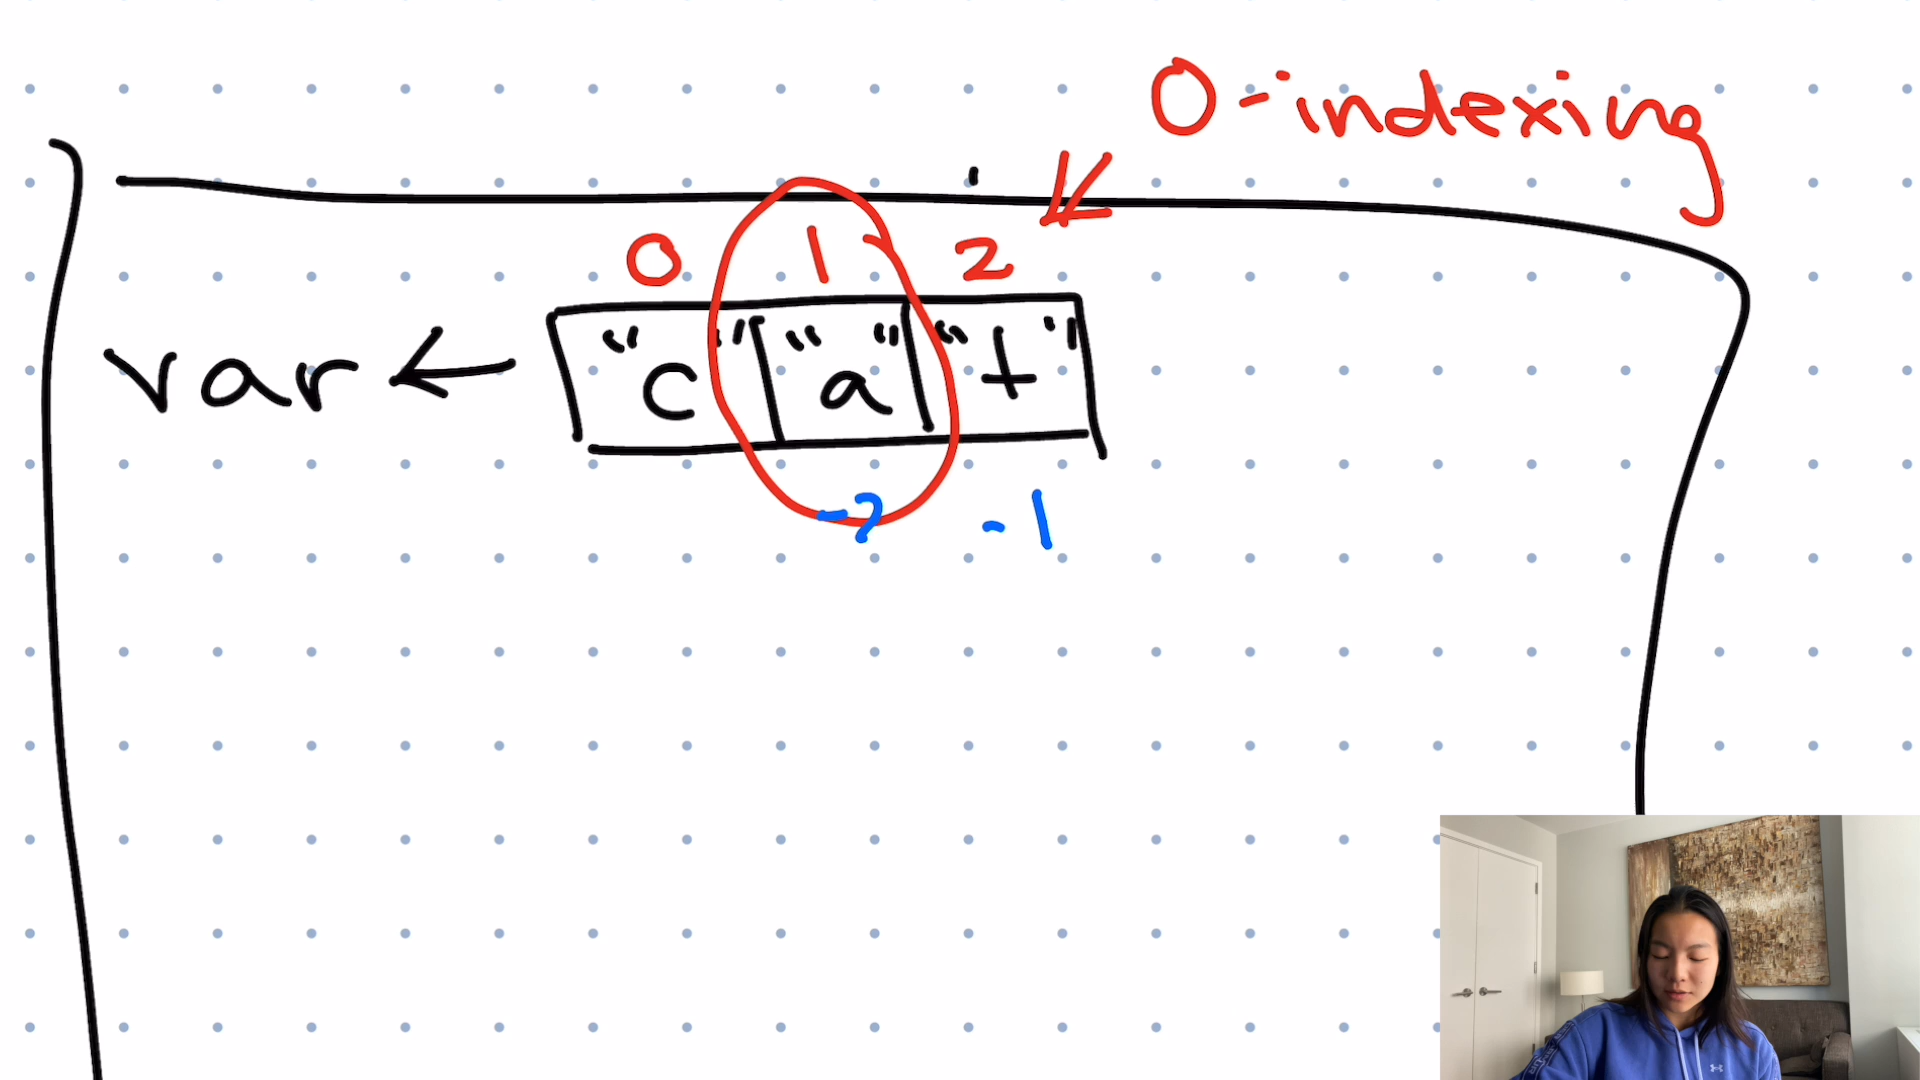 0-indexing
0 1 2
var ← "c" "a" "t"
-2 -1